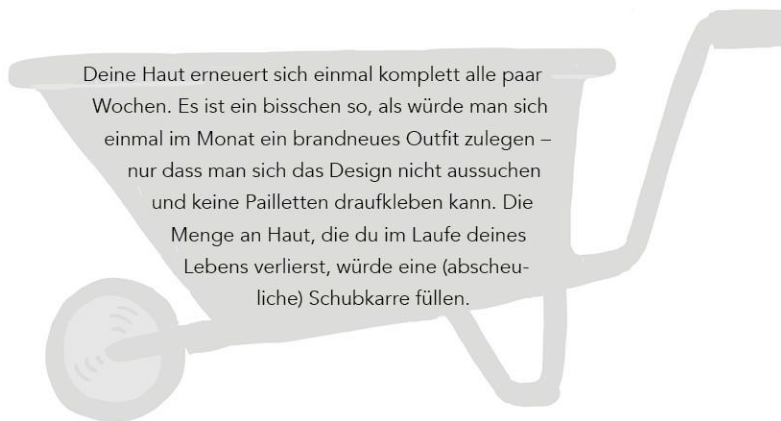 Deine Haut erneuert sich einmal komplett alle paar
Wochen. Es ist ein bisschen so, als würde man sich
einmal im Monat ein brandneues Outfit zulegen –
nur dass man sich das Design nicht aussuchen
und keine Pailletten draufkleben kann. Die
Menge an Haut, die du im Laufe deines
Lebens verlierst, würde eine (abscheu-
liche) Schubkarre füllen.